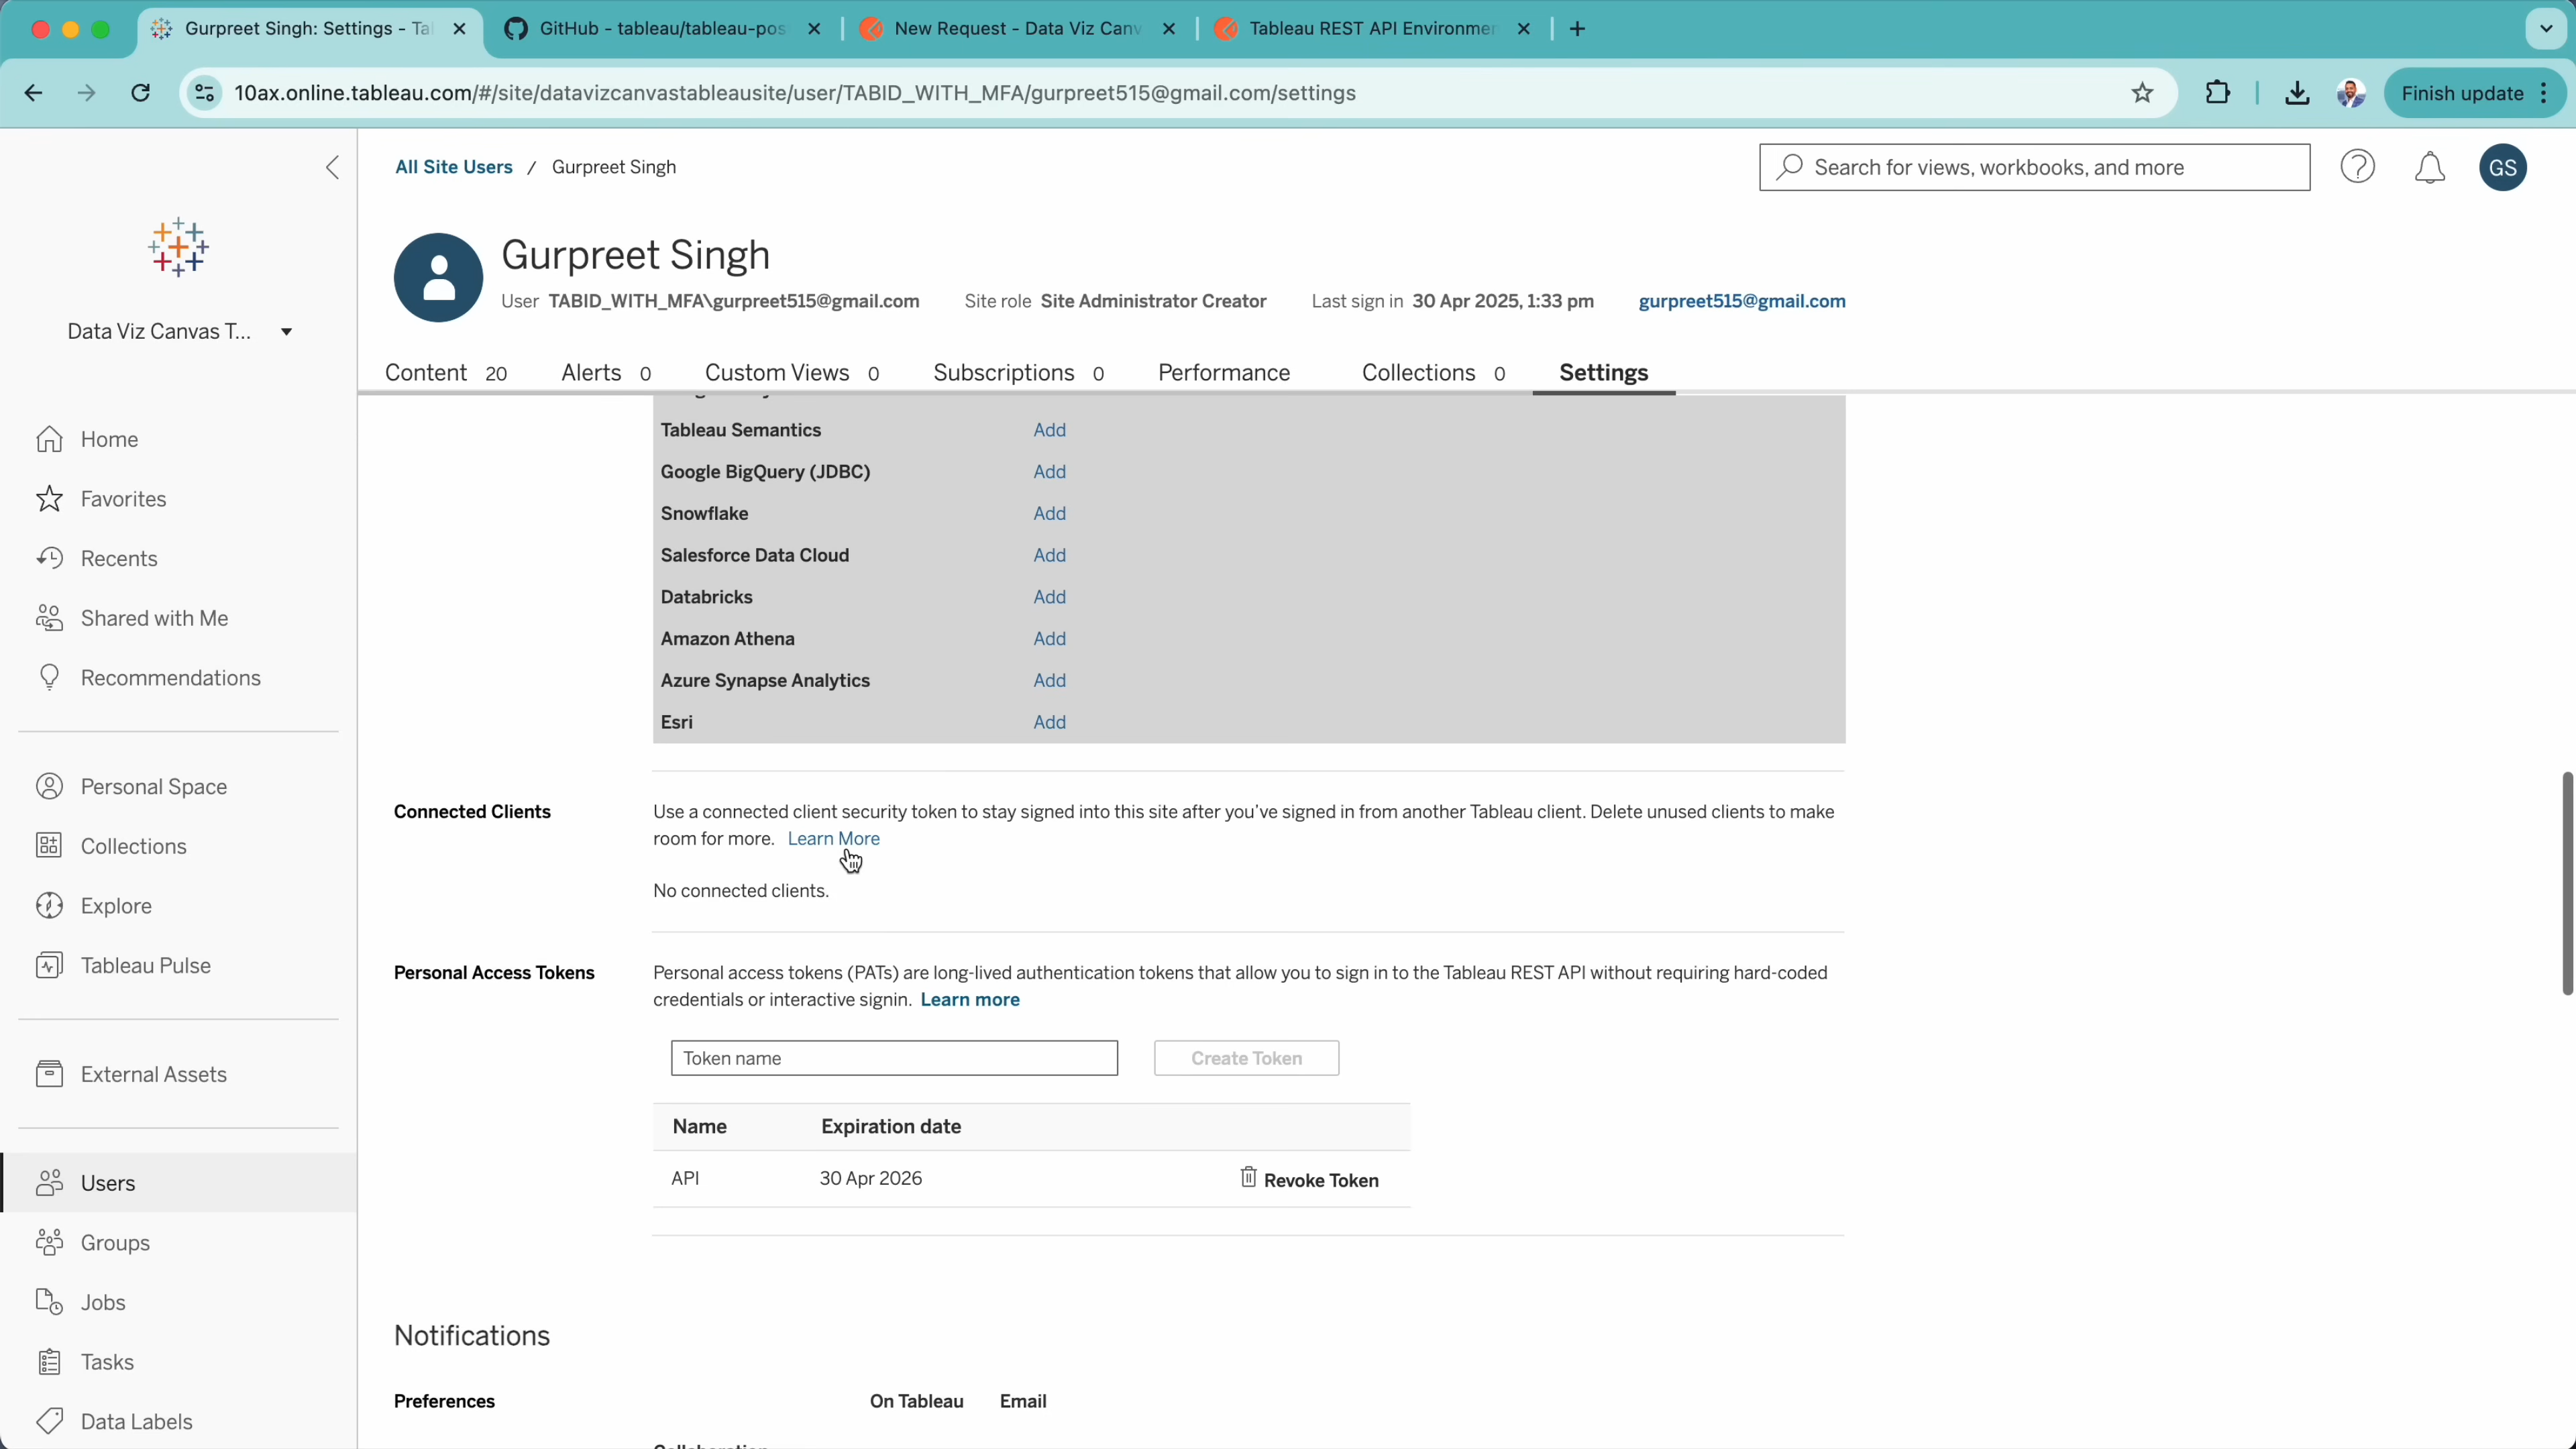 Gurpreet Singh: Settings - Tal
GitHub - tableau/tableau-pos
New Request - Data Viz Canv
Tableau REST API Environmen
10ax.online.tableau.com/#/site/datavizcanvastableausite/user/TABID_WITH_MFA/gurpreet515@gmail.com/settings
Finish update
All Site Users / Gurpreet Singh
Search for views, workbooks, and more
GS
Gurpreet Singh
User TABID_WITH_MFA\gurpreet515@gmail.com Site role Site Administrator Creator Last sign in 30 Apr 2025, 1:33 pm gurpreet515@gmail.com
Data Viz Canvas T...
Content 20 Alerts 0 Custom Views 0 Subscriptions 0 Performance Collections 0 Settings
Home
Favorites
Recents
Shared with Me
Recommendations
Personal Space
Collections
Explore
Tableau Pulse
External Assets
Users
Groups
Jobs
Tasks
Data Labels
Tableau Semantics Add
Google BigQuery (JDBC) Add
Snowflake Add
Salesforce Data Cloud Add
Databricks Add
Amazon Athena Add
Azure Synapse Analytics Add
Esri Add
Connected Clients
Use a connected client security token to stay signed into this site after you've signed in from another Tableau client. Delete unused clients to make
room for more. Learn More
No connected clients.
Personal Access Tokens
Personal access tokens (PATs) are long-lived authentication tokens that allow you to sign in to the Tableau REST API without requiring hard-coded
credentials or interactive signin. Learn more
Token name
Create Token
Name Expiration date
API 30 Apr 2026 Revoke Token
Notifications
Preferences On Tableau Email